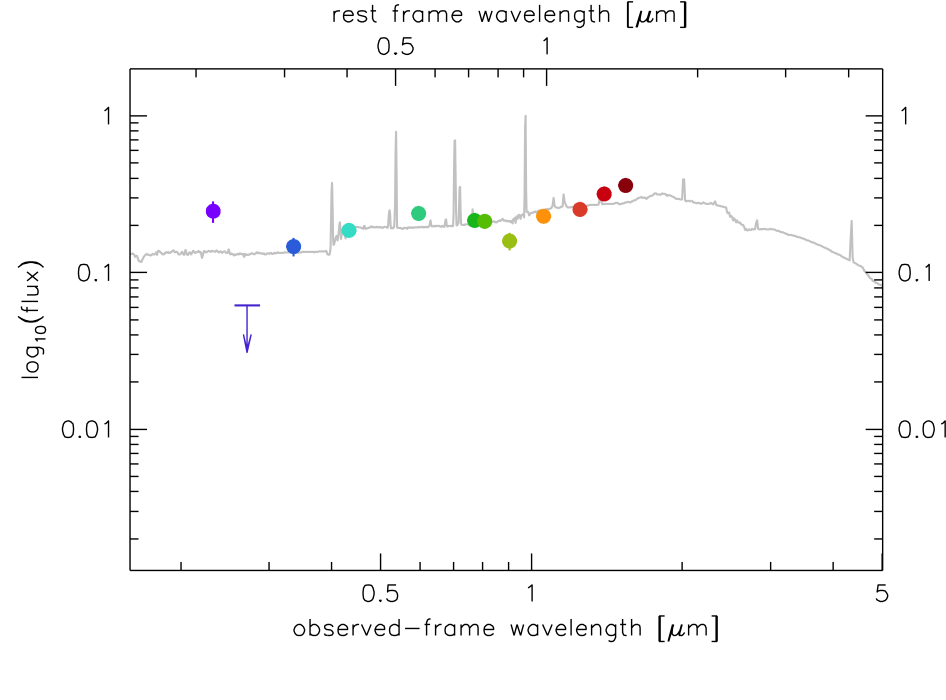 rest frame wavelength [μm]
0.5 1
1 1
0.1 0.1
0.01 0.01
log10(flux)
0.5 1 5
observed-frame wavelength [μm]